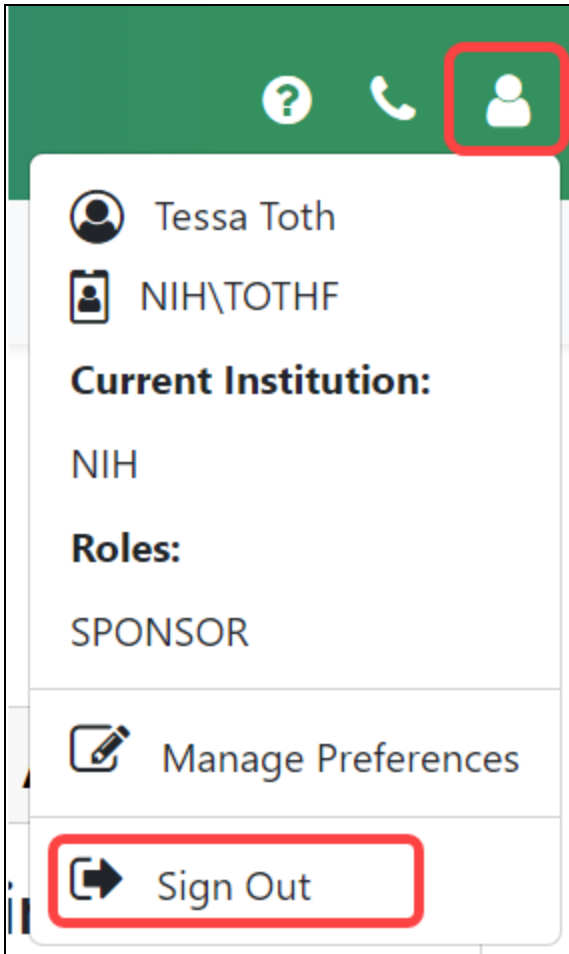 Tessa Toth
NIH\TOTHF
Current Institution:
NIH
Roles:
SPONSOR
Manage Preferences
Sign Out